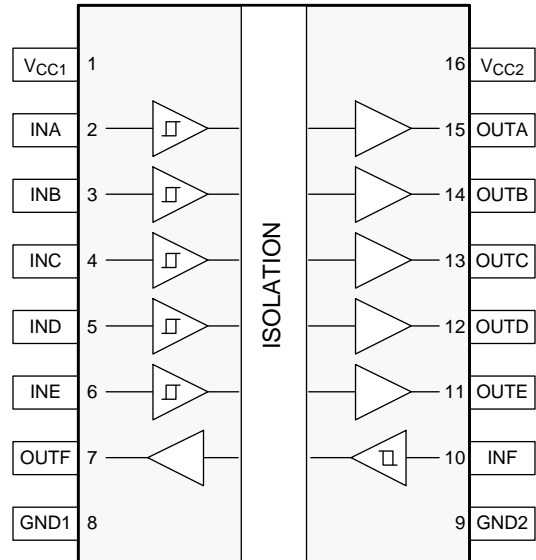 VCC1 1 16 VCC2
INA 2 15 OUTA
INB 3 14 OUTB
INC 4 13 OUTC
IND 5 12 OUTD
INE 6 11 OUTE
OUTF 7 10 INF
GND1 8 9 GND2
ISOLATION